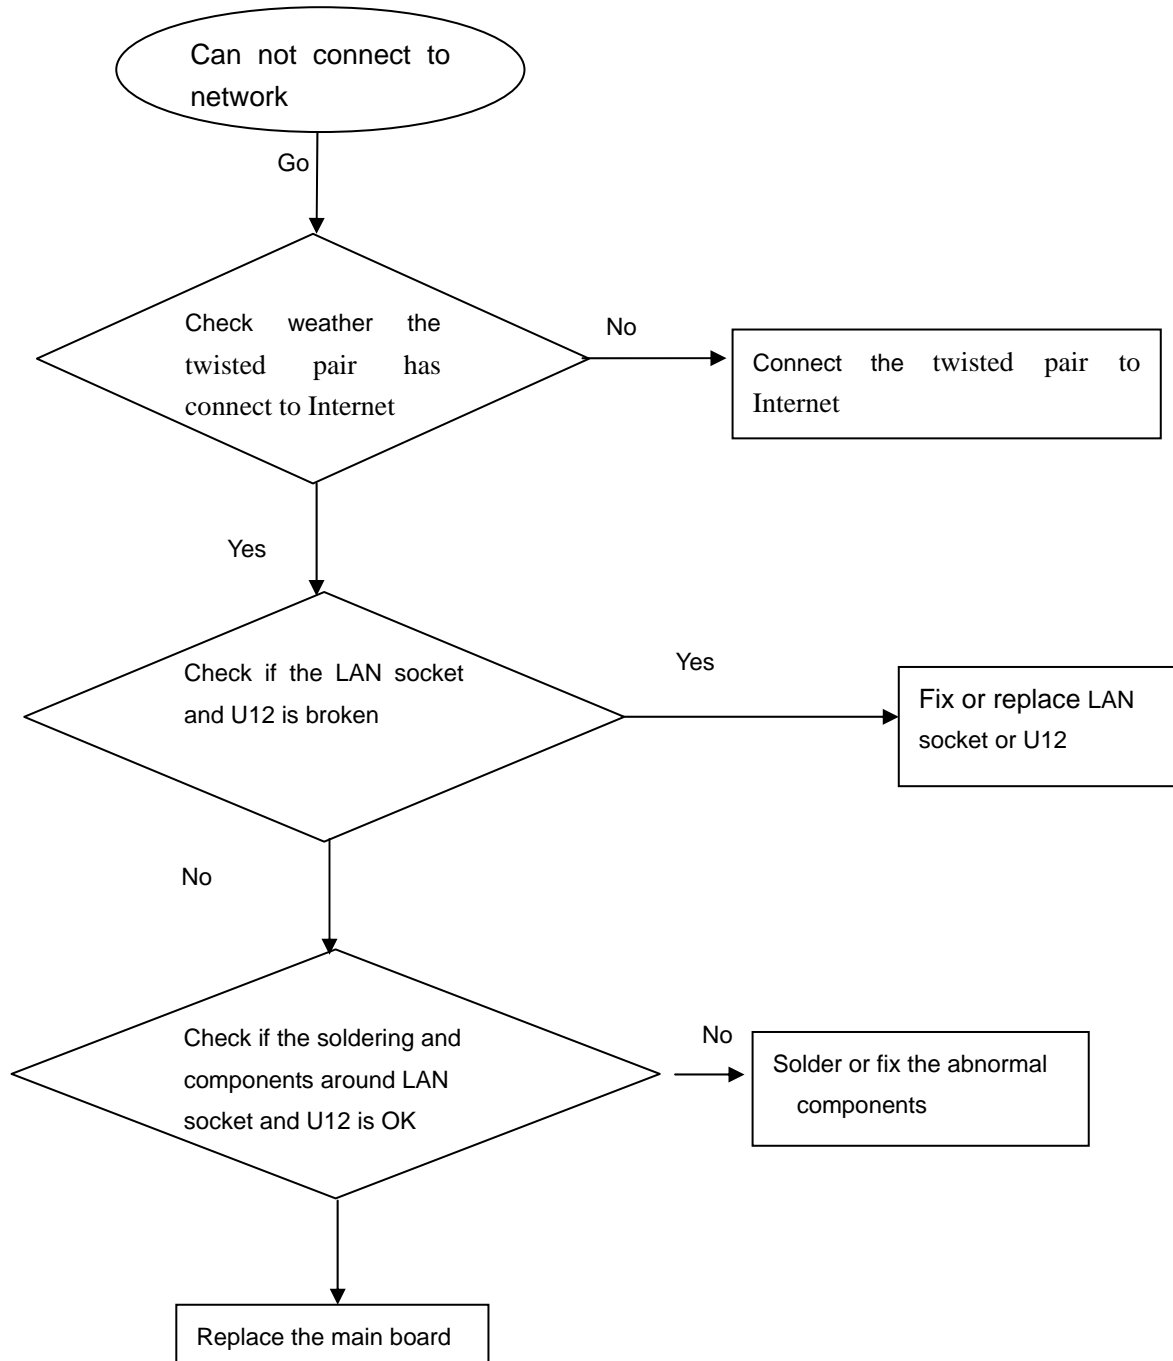 Can not connect to
network
Go
Check weather the
twisted pair has
connect to Internet
No
Connect the twisted pair to
Internet
Yes
Check if the LAN socket
and U12 is broken
Yes
Fix or replace LAN
socket or U12
No
Check if the soldering and
components around LAN
socket and U12 is OK
No
Solder or fix the abnormal
components
Replace the main board